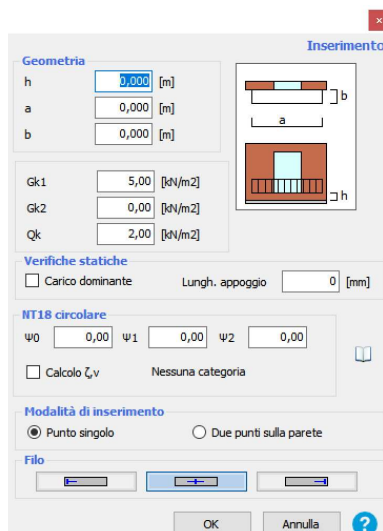 Inserimento
Geometria
h 0,000 [m]
a 0,000 [m]
b 0,000 [m]
b
a
h
Gk1 5,00 [kN/m2]
Gk2 0,00 [kN/m2]
Qk 2,00 [kN/m2]
Verifiche statiche
Carico dominante Lungh. appoggio 0 [mm]
NT18 circolare
Ψ0 0,00 Ψ1 0,00 Ψ2 0,00
Calcolo ζ,v Nessuna categoria
Modalità di inserimento
Punto singolo Due punti sulla parete
Filo
OK Annulla ?